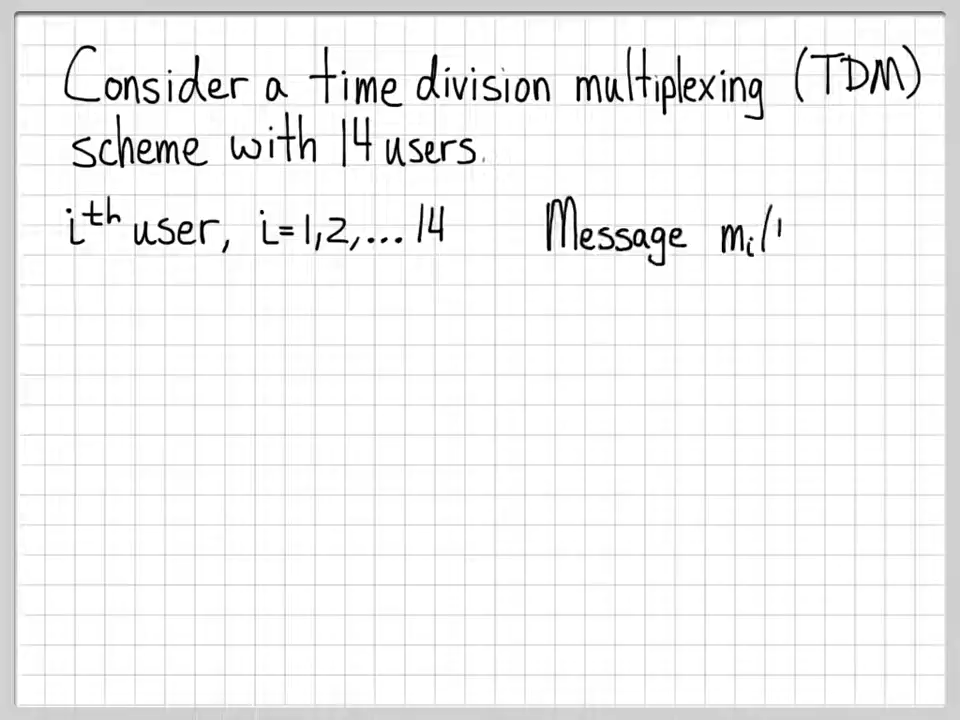 Consider a time division multiplexing (TDM)
scheme with 14 users.
i^th user, i=1,2,... 14 Message m_i(